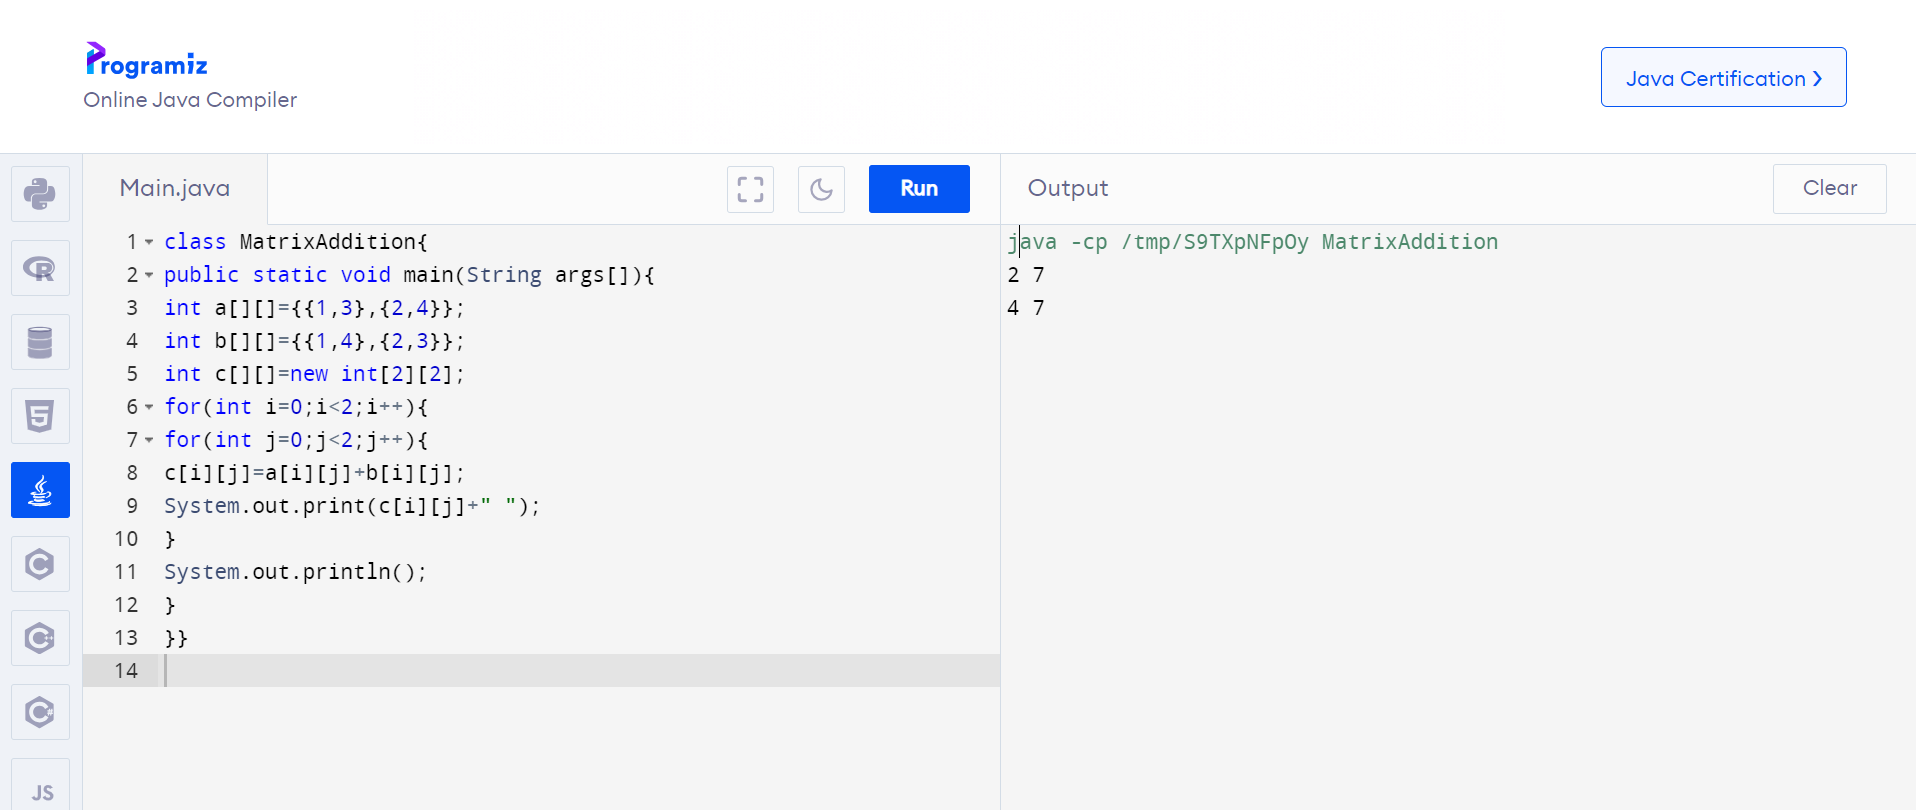 Programiz
Online Java Compiler
Java Certification ›
Main.java
Run
Output
Clear
1 class MatrixAddition{
2 public static void main(String args[]){
3 int a[][]={{1,3},{2,4}};
4 int b[][]={{1,4},{2,3}};
5 int c[][]=new int[2][2];
6 for(int i=0;i<2;i++){
7 for(int j=0;j<2;j++){
8 c[i][j]=a[i][j]+b[i][j];
9 System.out.print(c[i][j]+" ");
10 }
11 System.out.println();
12 }
13 }}
14
java -cp /tmp/S9TXpNFpOy MatrixAddition
2 7
4 7
R
5
C
C++
C#
JS